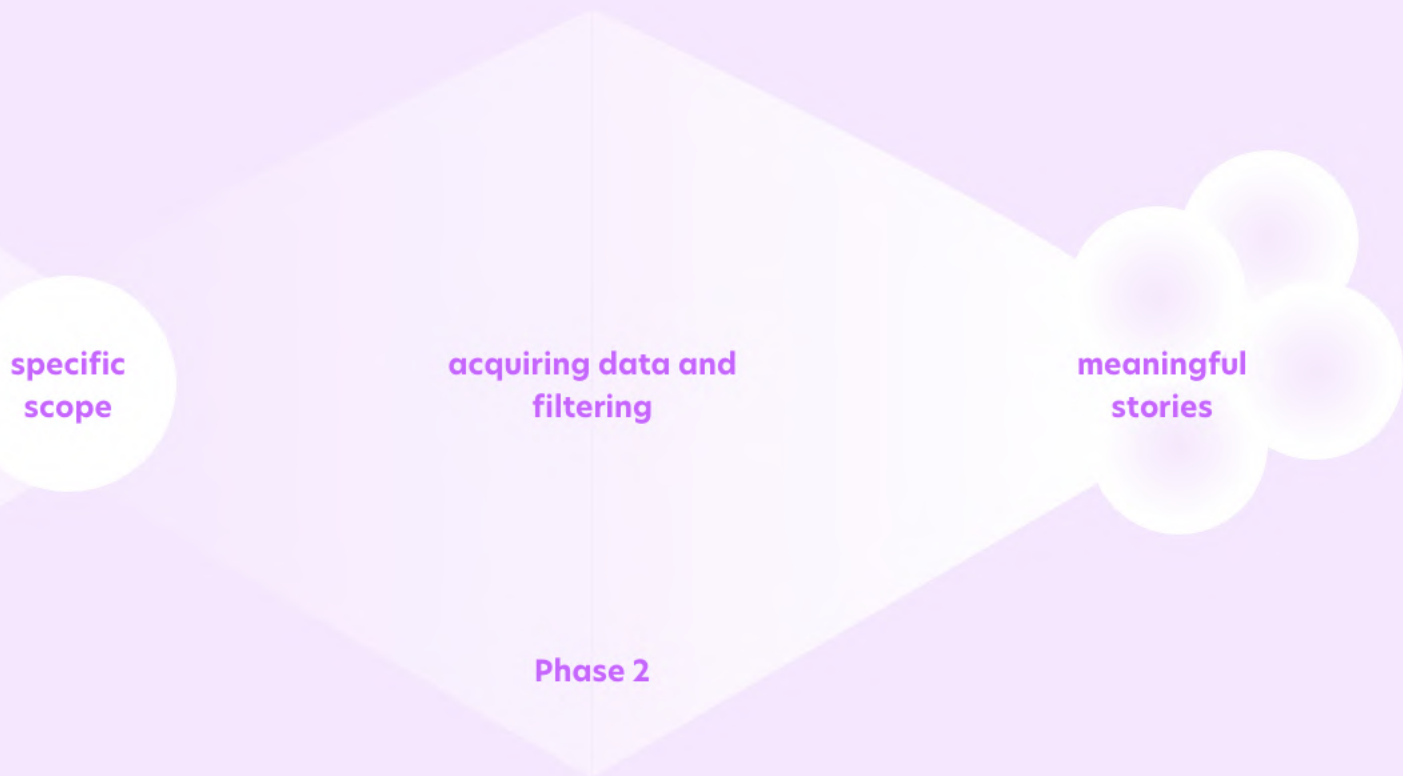 specific
scope
acquiring data and
filtering
meaningful
stories
Phase 2